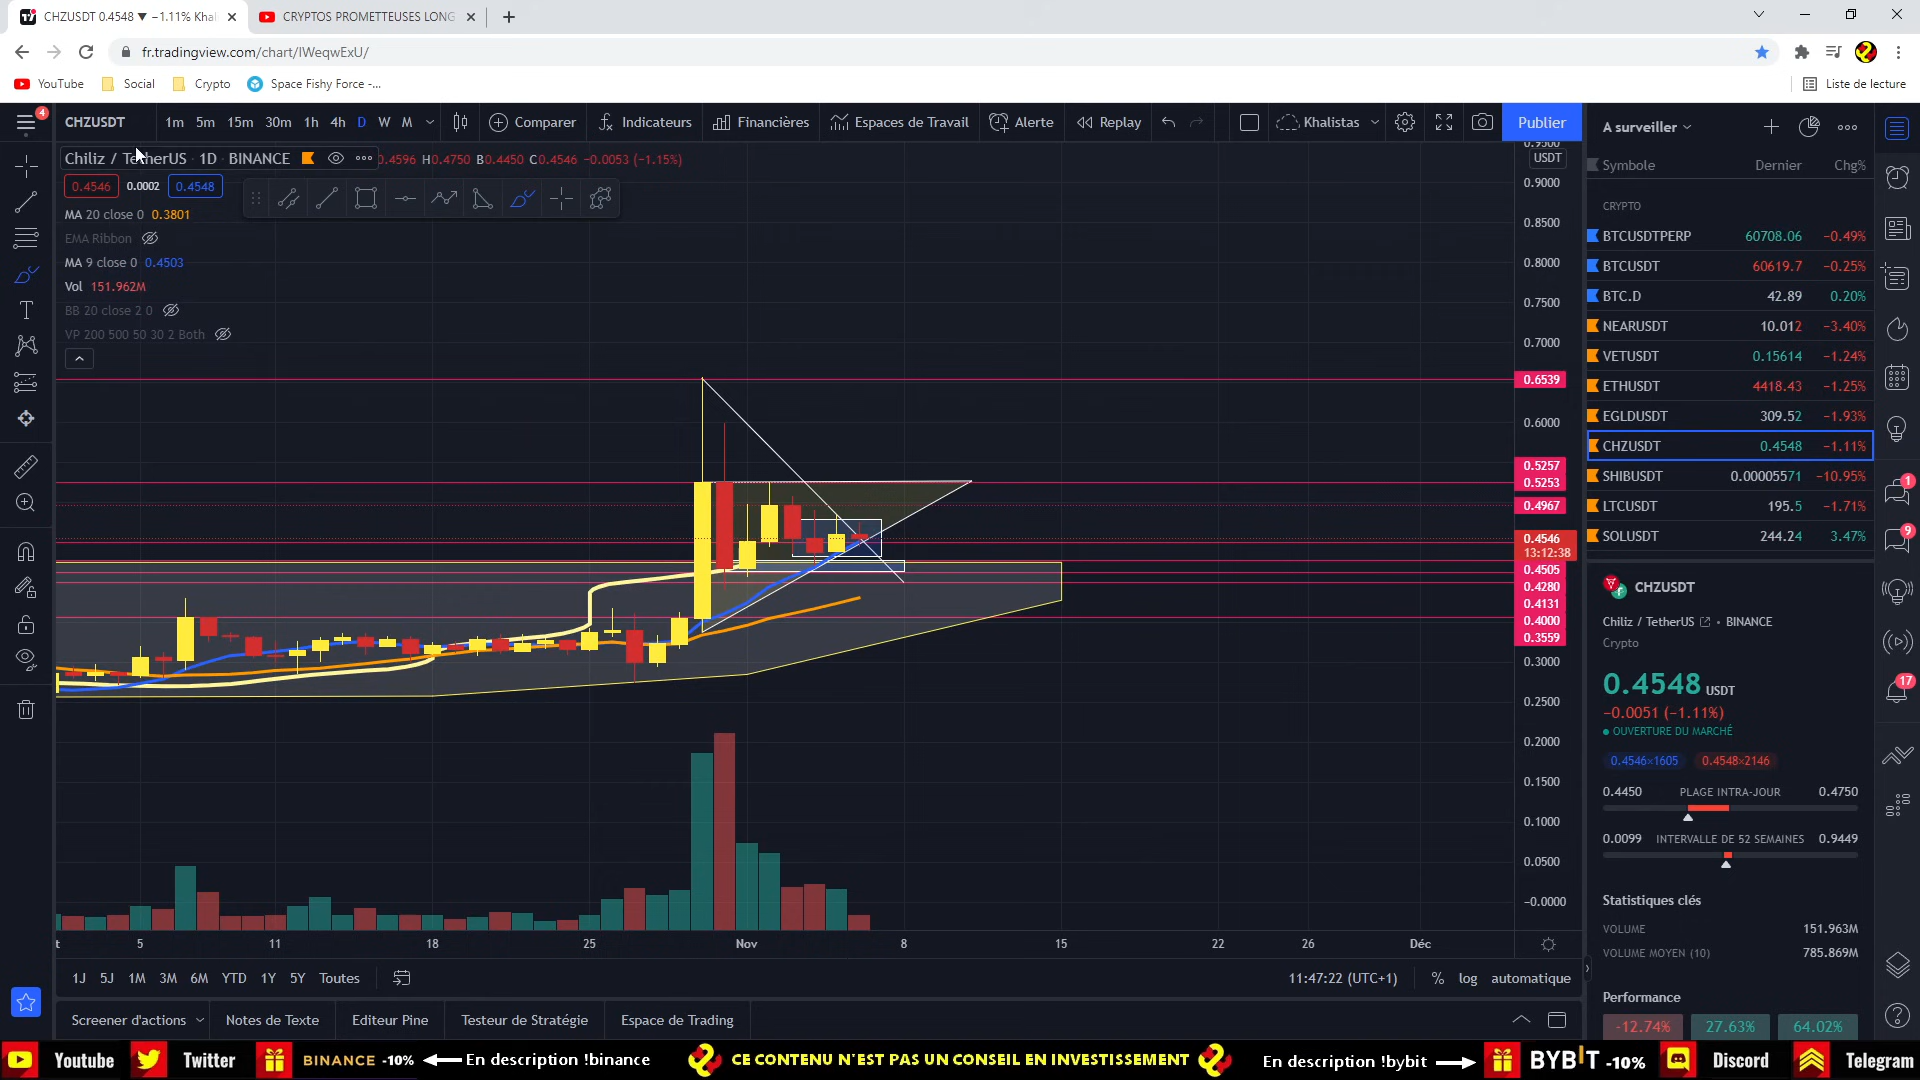 CHZUSDT 0.4548 ▼ −1.11% Khali
CRYPTOS PROMETTEUSES LONG
fr.tradingview.com/chart/IWeqwExU/
YouTube Social Crypto Space Fishy Force -... Liste de lecture
4
CHZUSDT 1m 5m 15m 30m 1h 4h D W M Comparer Indicateurs Financières Espaces de Travail Alerte Replay Khalistas Publier
Chiliz / TetherUS · 1D · BINANCE 0.4596 H0.4750 B0.4450 C0.4546 −0.0053 (−1.15%)
0.4546 0.0002 0.4548
MA 20 close 0 0.3801
EMA Ribbon
MA 9 close 0 0.4503
Vol 151.962M
BB 20 close 2 0
VP 200 500 50 30 2 Both
0.9500
USDT
0.9000
0.8500
0.8000
0.7500
0.7000
0.6539
0.6000
0.5257
0.5253
0.4967
0.4546
13:12:38
0.4505
0.4280
0.4131
0.4000
0.3559
0.3000
0.2500
0.2000
0.1500
0.1000
0.0500
−0.0000
t 5 11 18 25 Nov 8 15 22 26 Déc
1J 5J 1M 3M 6M YTD 1Y 5Y Toutes 11:47:22 (UTC+1) % log automatique
Screener d'actions Notes de Texte Editeur Pine Testeur de Stratégie Espace de Trading
A surveiller
Symbole Dernier Chg%
CRYPTO
BTCUSDTPERP 60708.06 −0.49%
BTCUSDT 60619.7 −0.25%
BTC.D 42.89 0.20%
NEARUSDT 10.012 −3.40%
VETUSDT 0.15614 −1.24%
ETHUSDT 4418.43 −1.25%
EGLDUSDT 309.52 −1.93%
CHZUSDT 0.4548 −1.11%
SHIBUSDT 0.00005571 −10.95%
LTCUSDT 195.5 −1.71%
SOLUSDT 244.24 3.47%
CHZUSDT
Chiliz / TetherUS • BINANCE
Crypto
0.4548 USDT
−0.0051 (−1.11%)
OUVERTURE DU MARCHÉ
0.4546×1605 0.4548×2146
0.4450 PLAGE INTRA-JOUR 0.4750
0.0099 INTERVALLE DE 52 SEMAINES 0.9449
Statistiques clés
VOLUME 151.963M
VOLUME MOYEN (10) 785.869M
Performance
-12.74% 27.63% 64.02%
1
9
17
Youtube Twitter BINANCE -10% En description !binance CE CONTENU N'EST PAS UN CONSEIL EN INVESTISSEMENT En description !bybit BYBIT -10% Discord Telegram